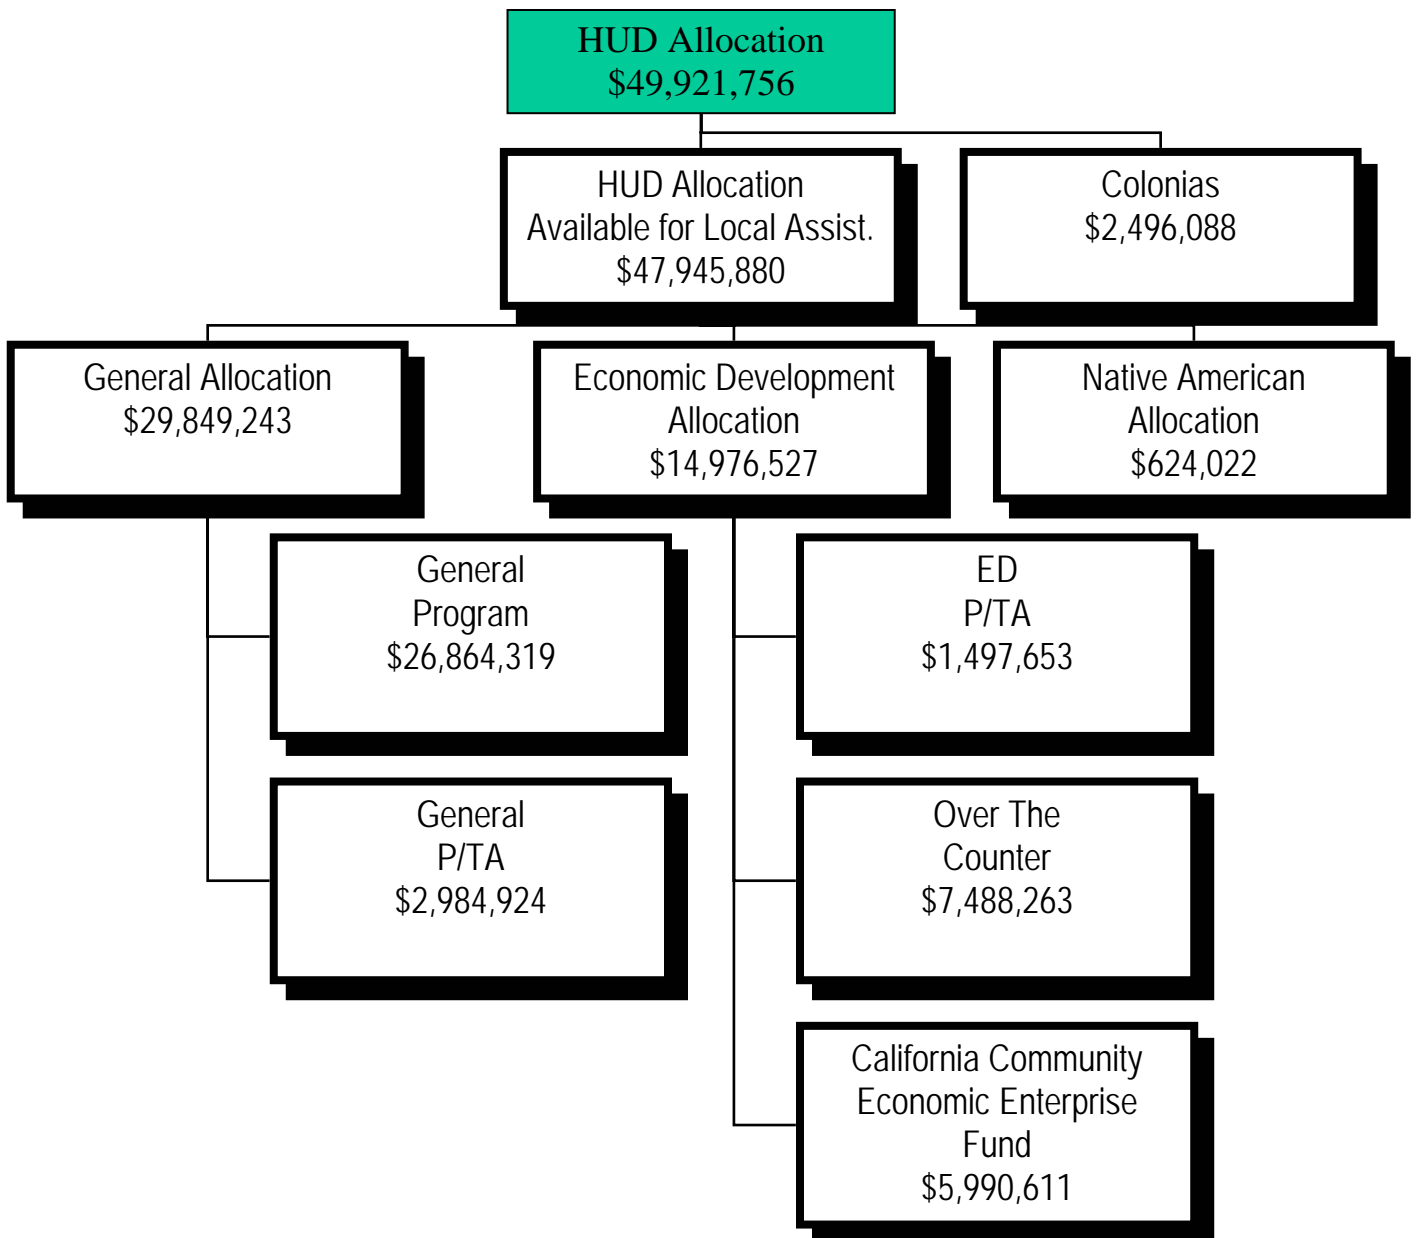 HUD Allocation
$49,921,756
HUD Allocation
Available for Local Assist.
$47,945,880
Colonias
$2,496,088
General Allocation
$29,849,243
Economic Development
Allocation
$14,976,527
Native American
Allocation
$624,022
General
Program
$26,864,319
ED
P/TA
$1,497,653
General
P/TA
$2,984,924
Over The
Counter
$7,488,263
California Community
Economic Enterprise
Fund
$5,990,611